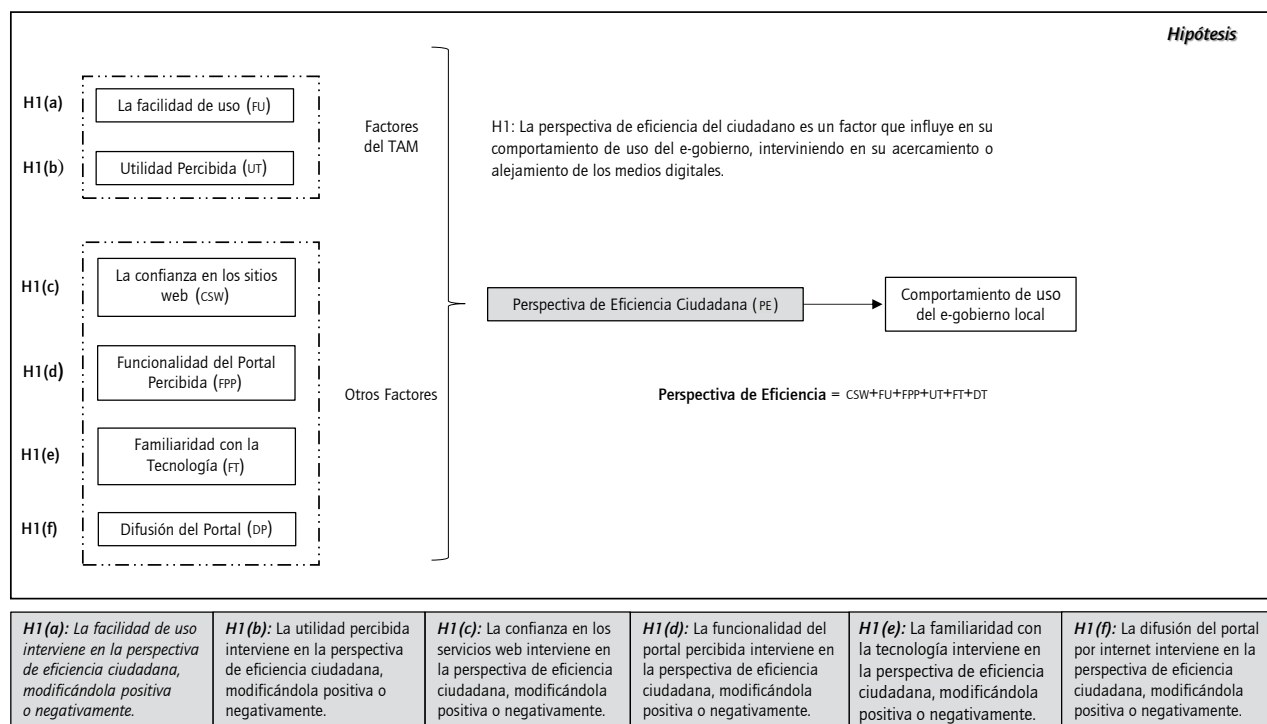 Hipótesis
H1(a)
La facilidad de uso (FU)
H1(b)
Utilidad Percibida (UT)
Factores
del TAM
H1: La perspectiva de eficiencia del ciudadano es un factor que influye en su
comportamiento de uso del e-gobierno, interviniendo en su acercamiento o
alejamiento de los medios digitales.
H1(c)
La confianza en los sitios
web (CSW)
H1(d)
Funcionalidad del Portal
Percibida (FPP)
H1(e)
Familiaridad con la
Tecnología (FT)
H1(f)
Difusión del Portal (DP)
Otros Factores
Perspectiva de Eficiencia Ciudadana (PE)
Comportamiento de uso
del e-gobierno local
Perspectiva de Eficiencia = CSW+FU+FPP+UT+FT+DT
H1(a): La facilidad de uso
interviene en la perspectiva
de eficiencia ciudadana,
modificándola positiva
o negativamente.
H1(b): La utilidad percibida
interviene en la perspectiva
de eficiencia ciudadana,
modificándola positiva o
negativamente.
H1(c): La confianza en los
servicios web interviene en
la perspectiva de eficiencia
ciudadana, modificándola
positiva o negativamente.
H1(d): La funcionalidad del
portal percibida interviene en
la perspectiva de eficiencia
ciudadana, modificándola
positiva o negativamente.
H1(e): La familiaridad con
la tecnología interviene en
la perspectiva de eficiencia
ciudadana, modificándola
positiva o negativamente.
H1(f): La difusión del portal
por internet interviene en la
perspectiva de eficiencia
ciudadana, modificándola
positiva o negativamente.